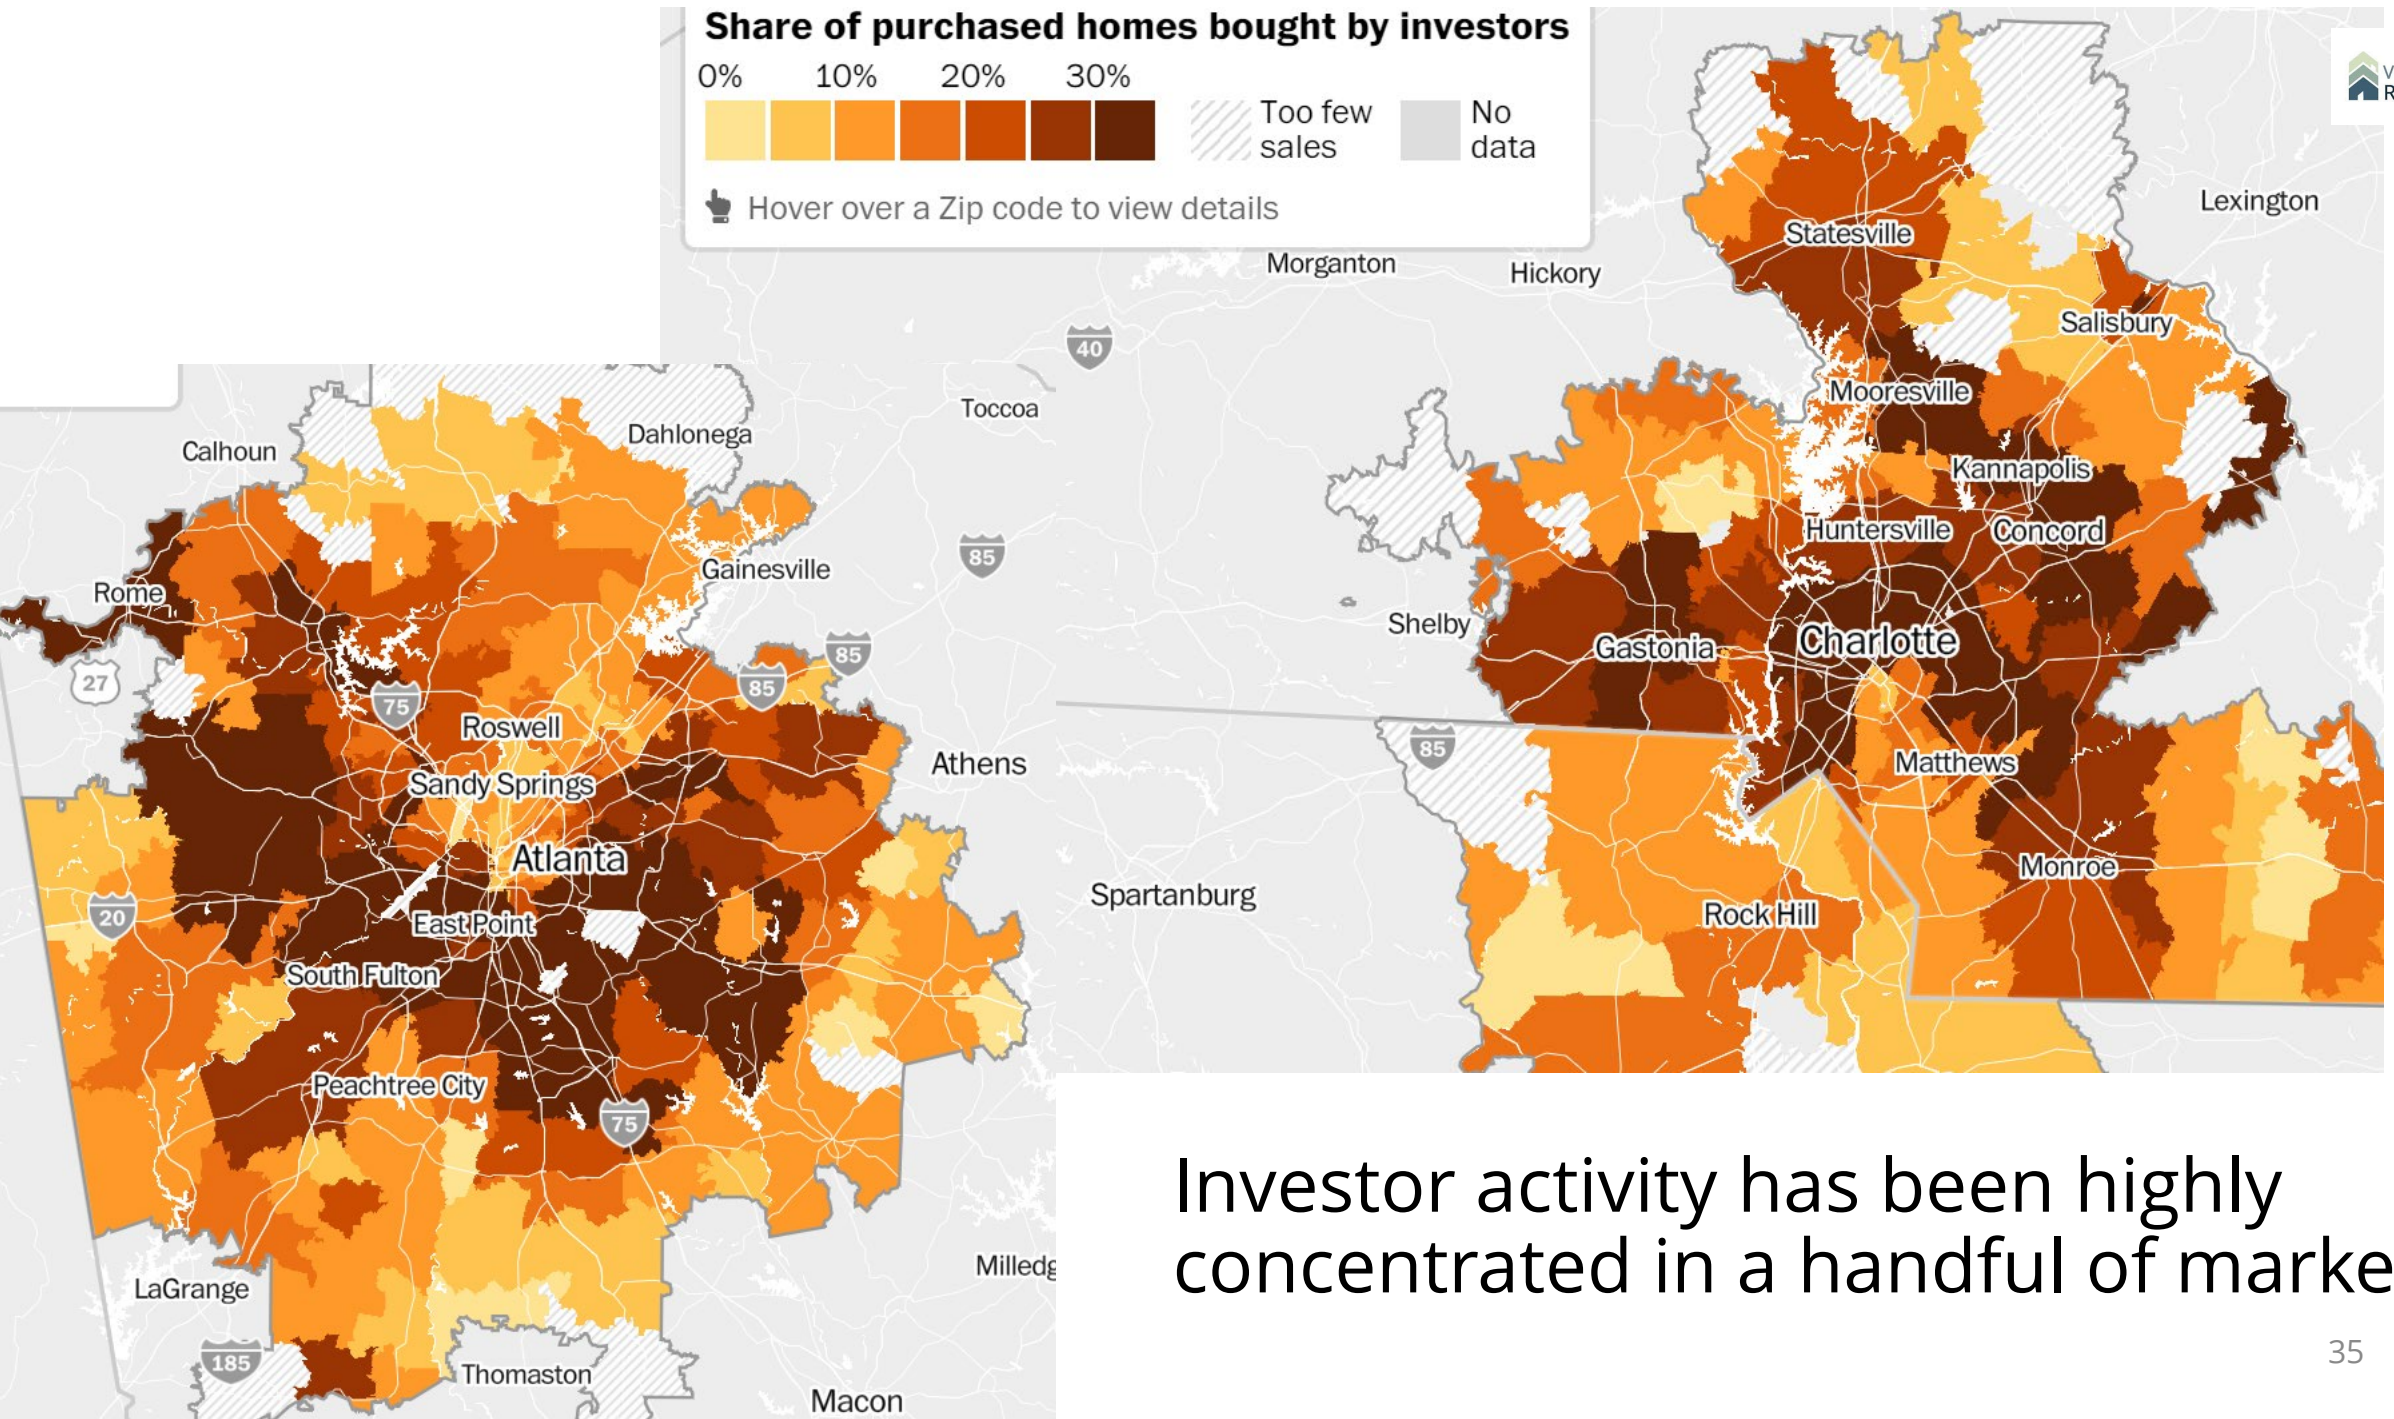 Share of purchased homes bought by investors
0% 10% 20% 30%
Too few
sales
No
data
Hover over a Zip code to view details
V
R
Lexington
Statesville
Morganton
Hickory
Salisbury
40
Mooresville
Kannapolis
Huntersville
Concord
Shelby
Gastonia
Charlotte
85
Matthews
Monroe
Spartanburg
Rock Hill
Toccoa
Dahlonega
Calhoun
85
Gainesville
Rome
85
27
85
75
Roswell
Athens
Sandy Springs
Atlanta
20
East Point
South Fulton
Peachtree City
75
Milledg
LaGrange
185
Thomaston
Macon
Investor activity has been highly
concentrated in a handful of marke
35